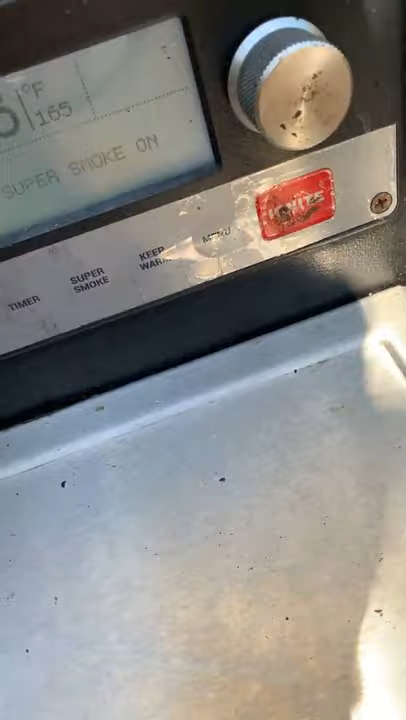 °F
165
SUPER SMOKE ON
TIMER
SUPER
SMOKE
KEEP
WARM
MENU